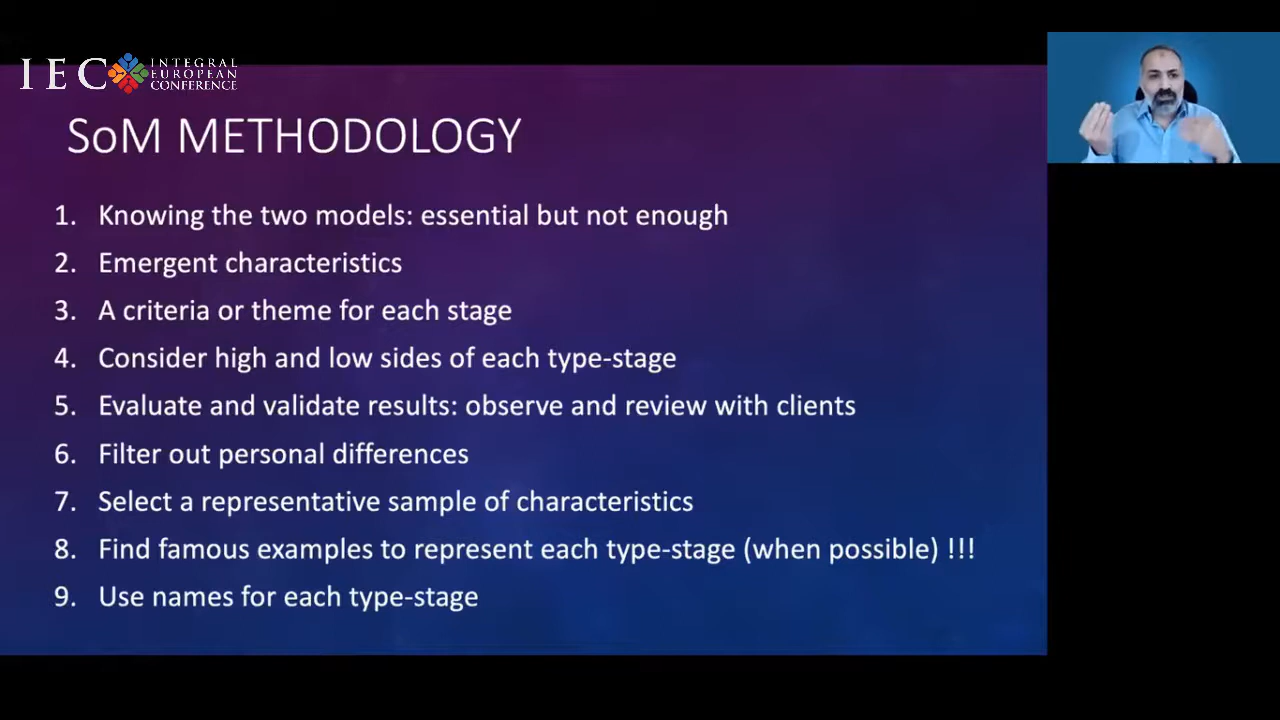 IEC INTEGRAL
EUROPEAN
CONFERENCE
SoM METHODOLOGY
1. Knowing the two models: essential but not enough
2. Emergent characteristics
3. A criteria or theme for each stage
4. Consider high and low sides of each type-stage
5. Evaluate and validate results: observe and review with clients
6. Filter out personal differences
7. Select a representative sample of characteristics
8. Find famous examples to represent each type-stage (when possible) !!!
9. Use names for each type-stage